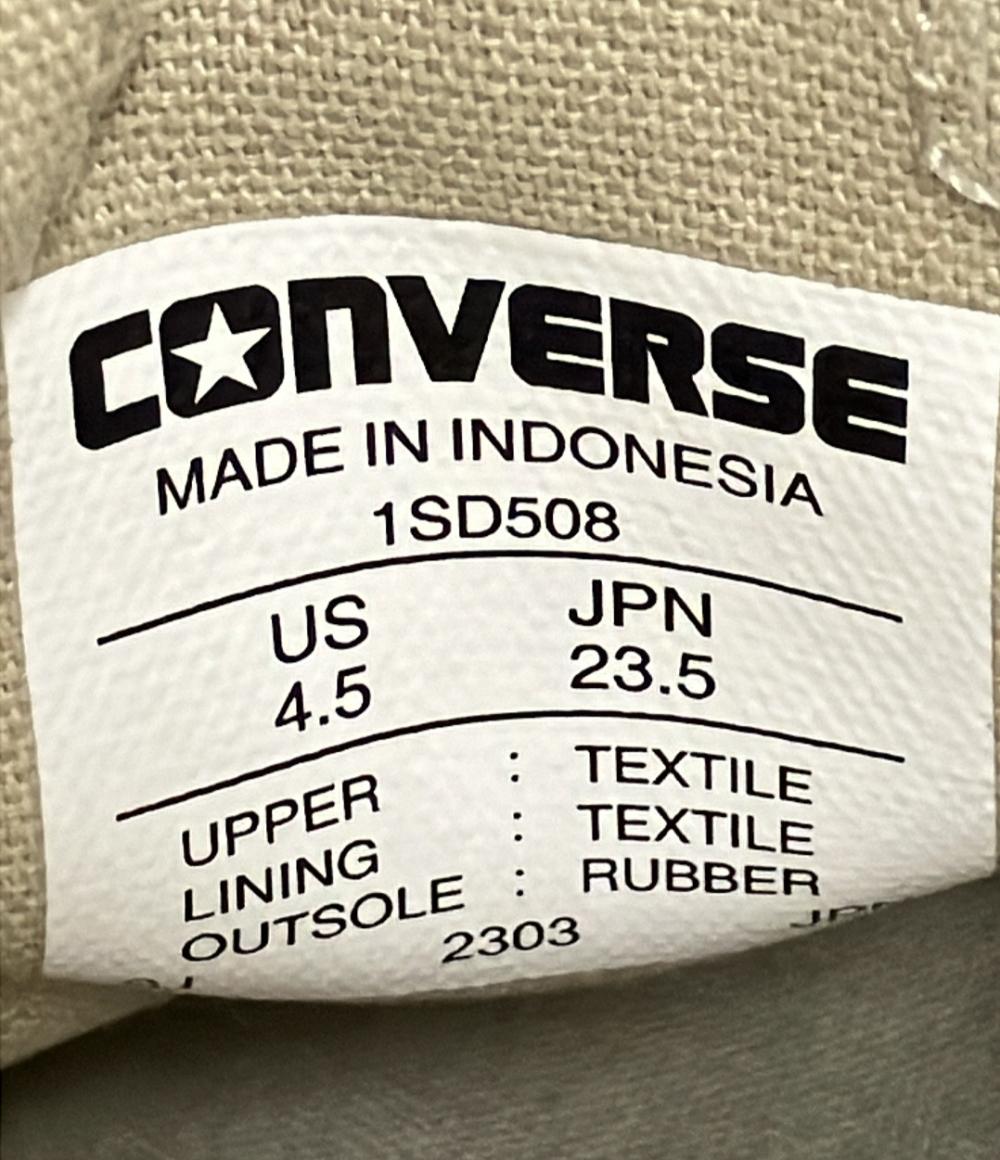 CONVERSE
MADE IN INDONESIA
1SD508
US JPN
4.5 23.5
UPPER : TEXTILE
LINING : TEXTILE
OUTSOLE : RUBBER
2303